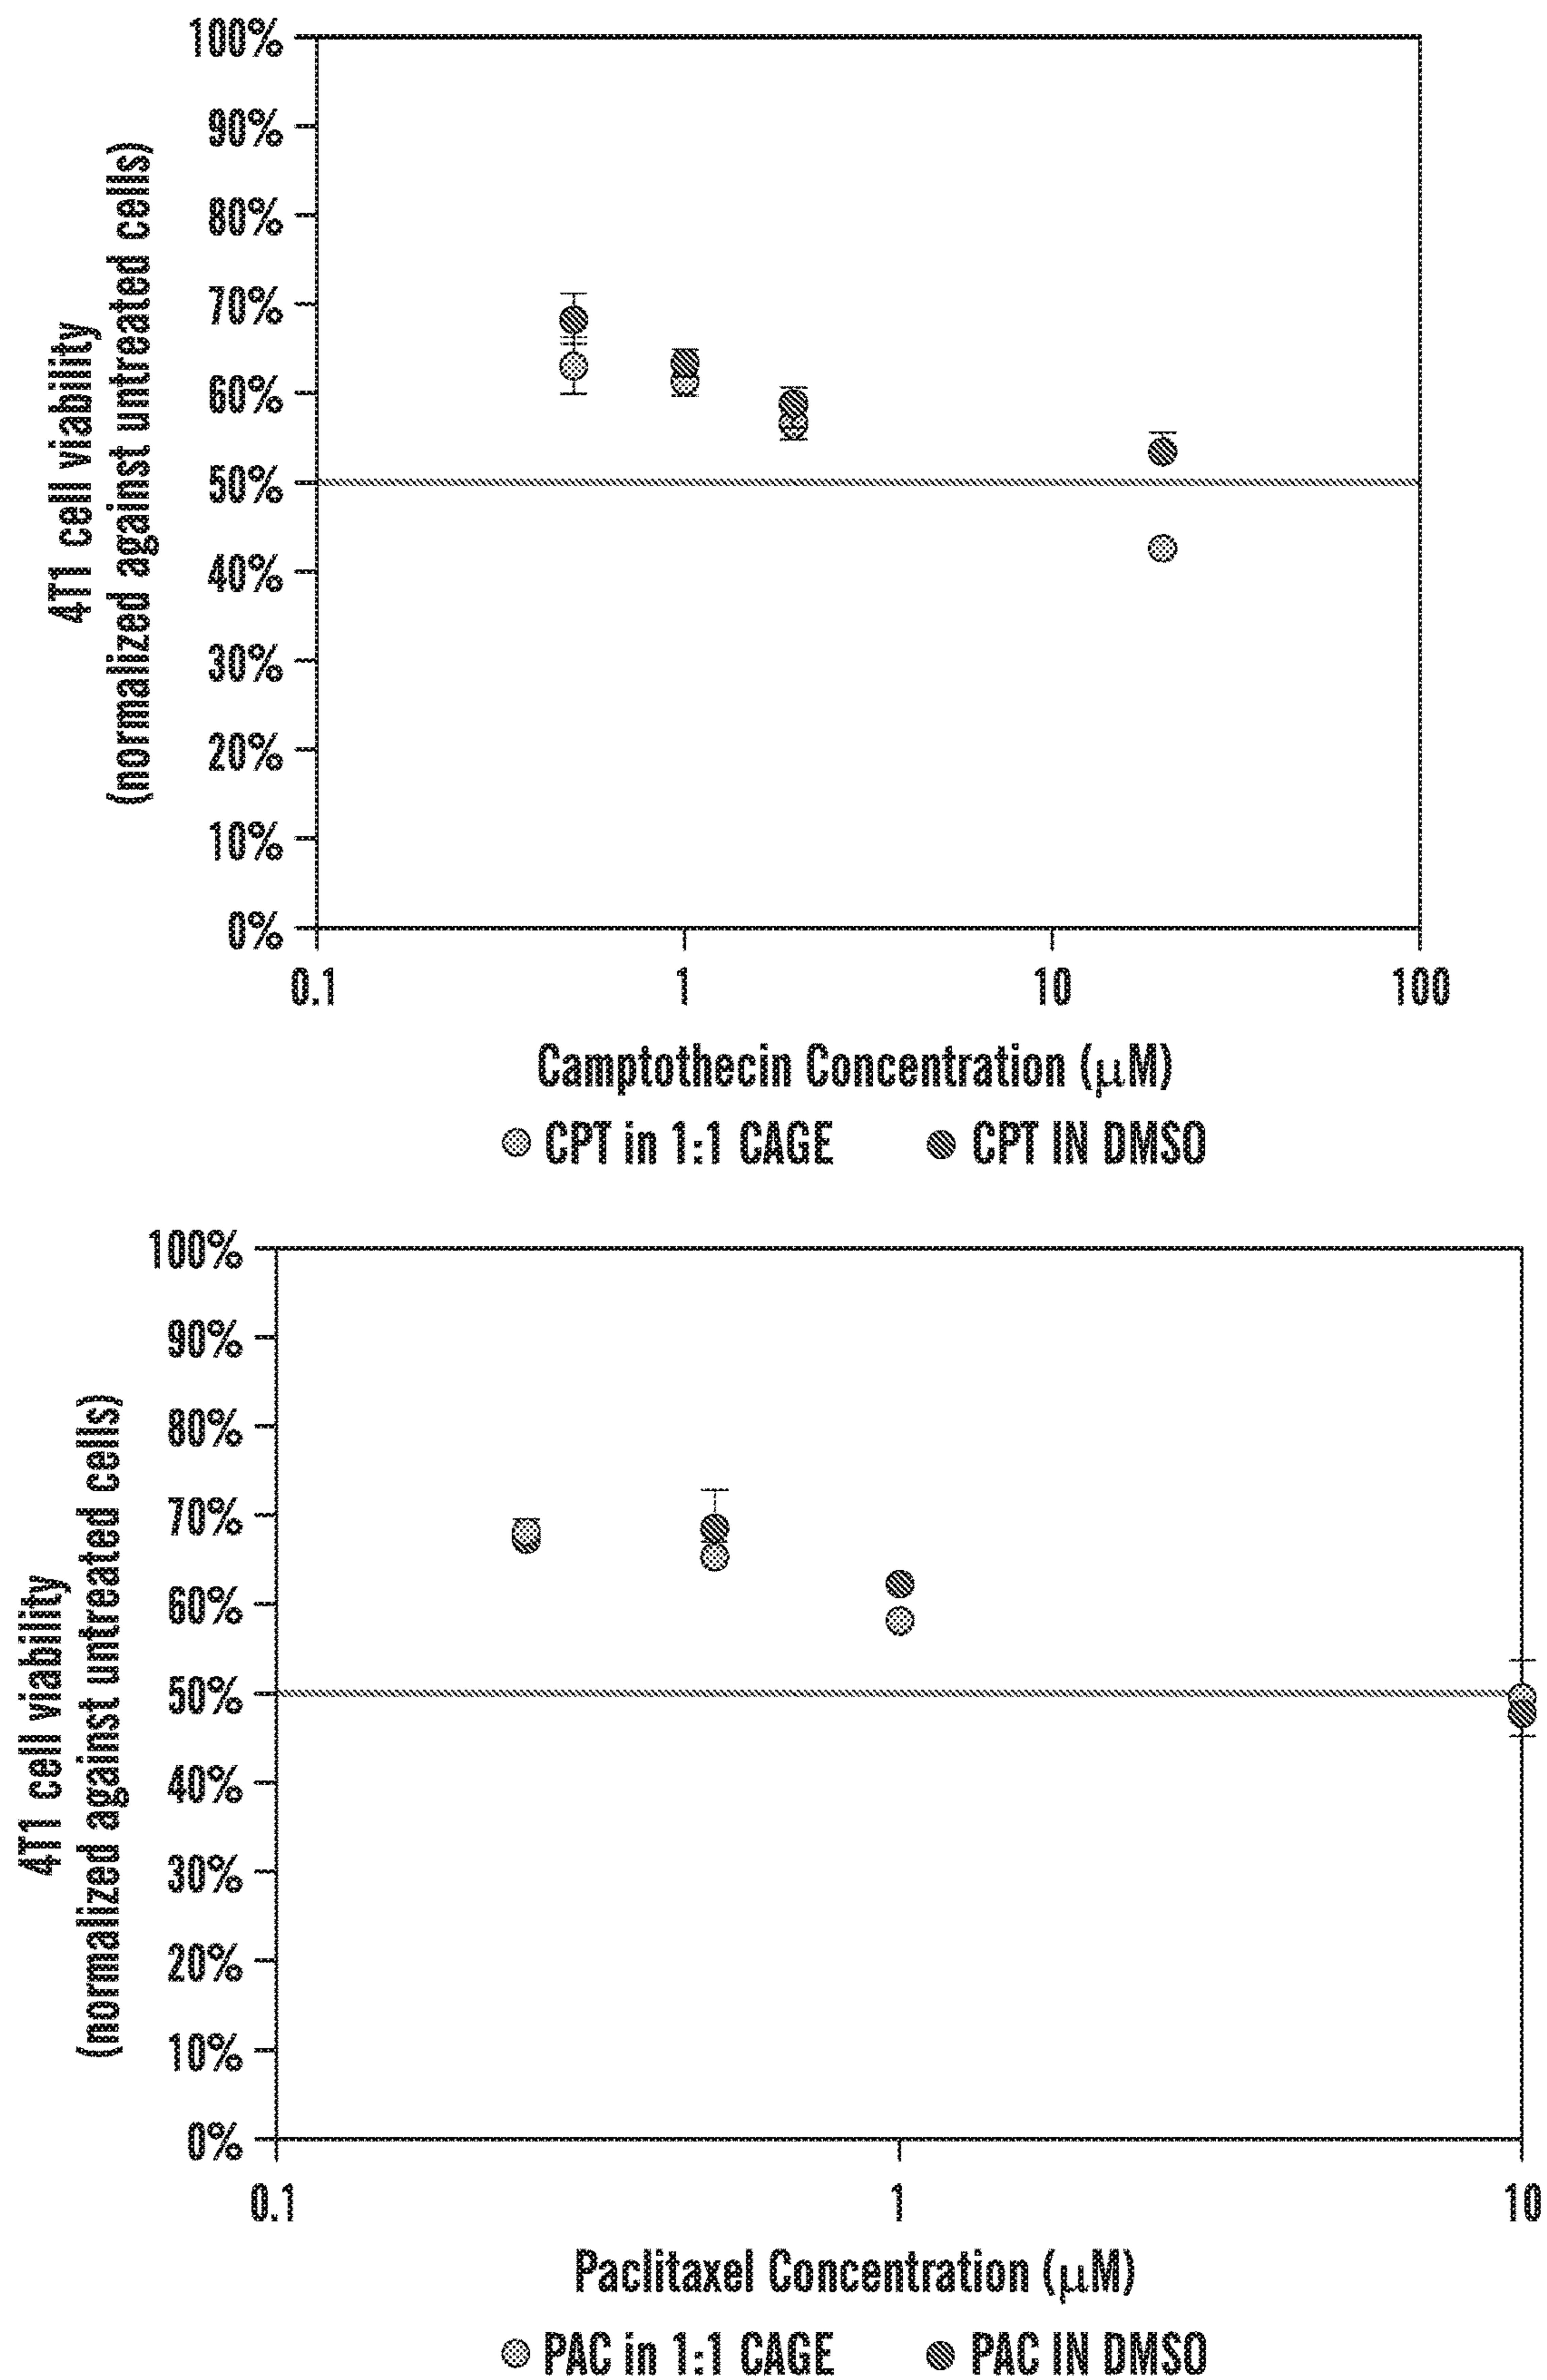 100%
90%
80%
70%
60%
50%
40%
30%
20%
10%
0%
4T1 cell viability
(normalized against untreated cells)
0.1 1 10 100
Camptothecin Concentration (μM)
CPT in 1:1 CAGE CPT IN DMSO
100%
90%
80%
70%
60%
50%
40%
30%
20%
10%
0%
4T1 cell viability
(normalized against untreated cells)
0.1 1 10
Paclitaxel Concentration (μM)
PAC in 1:1 CAGE PAC IN DMSO